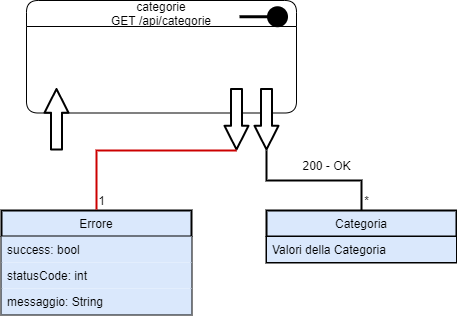 categorie
GET /api/categorie
200 - OK
1
*
Errore
success: bool
statusCode: int
messaggio: String
Categoria
Valori della Categoria